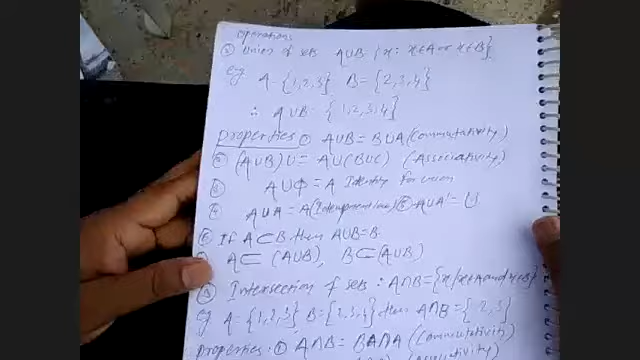 operations
① Union of sets A∪B {x: x∈A or x∈B}
eg A = {1,2,3} B = {2,3,4}
∴ A∪B = {1,2,3,4}
properties ① A∪B = B∪A (Commutativity)
② (A∪B)∪ = A∪(B∪C) (Associativity)
③ A∪ϕ = A Identity for union
④ A∪A = A (Idempotent law) ⑤ A∪A' = U
⑥ If A⊂B then A∪B = B.
A⊂ (A∪B), B⊂(A∪B)
② Intersection of sets : A∩B = {x/x∈A and x∈B}
eg A = {1,2,3} B = {2,3,4} then A∩B = {2,3}
properties : ① A∩B = B∩A (Commutativity)